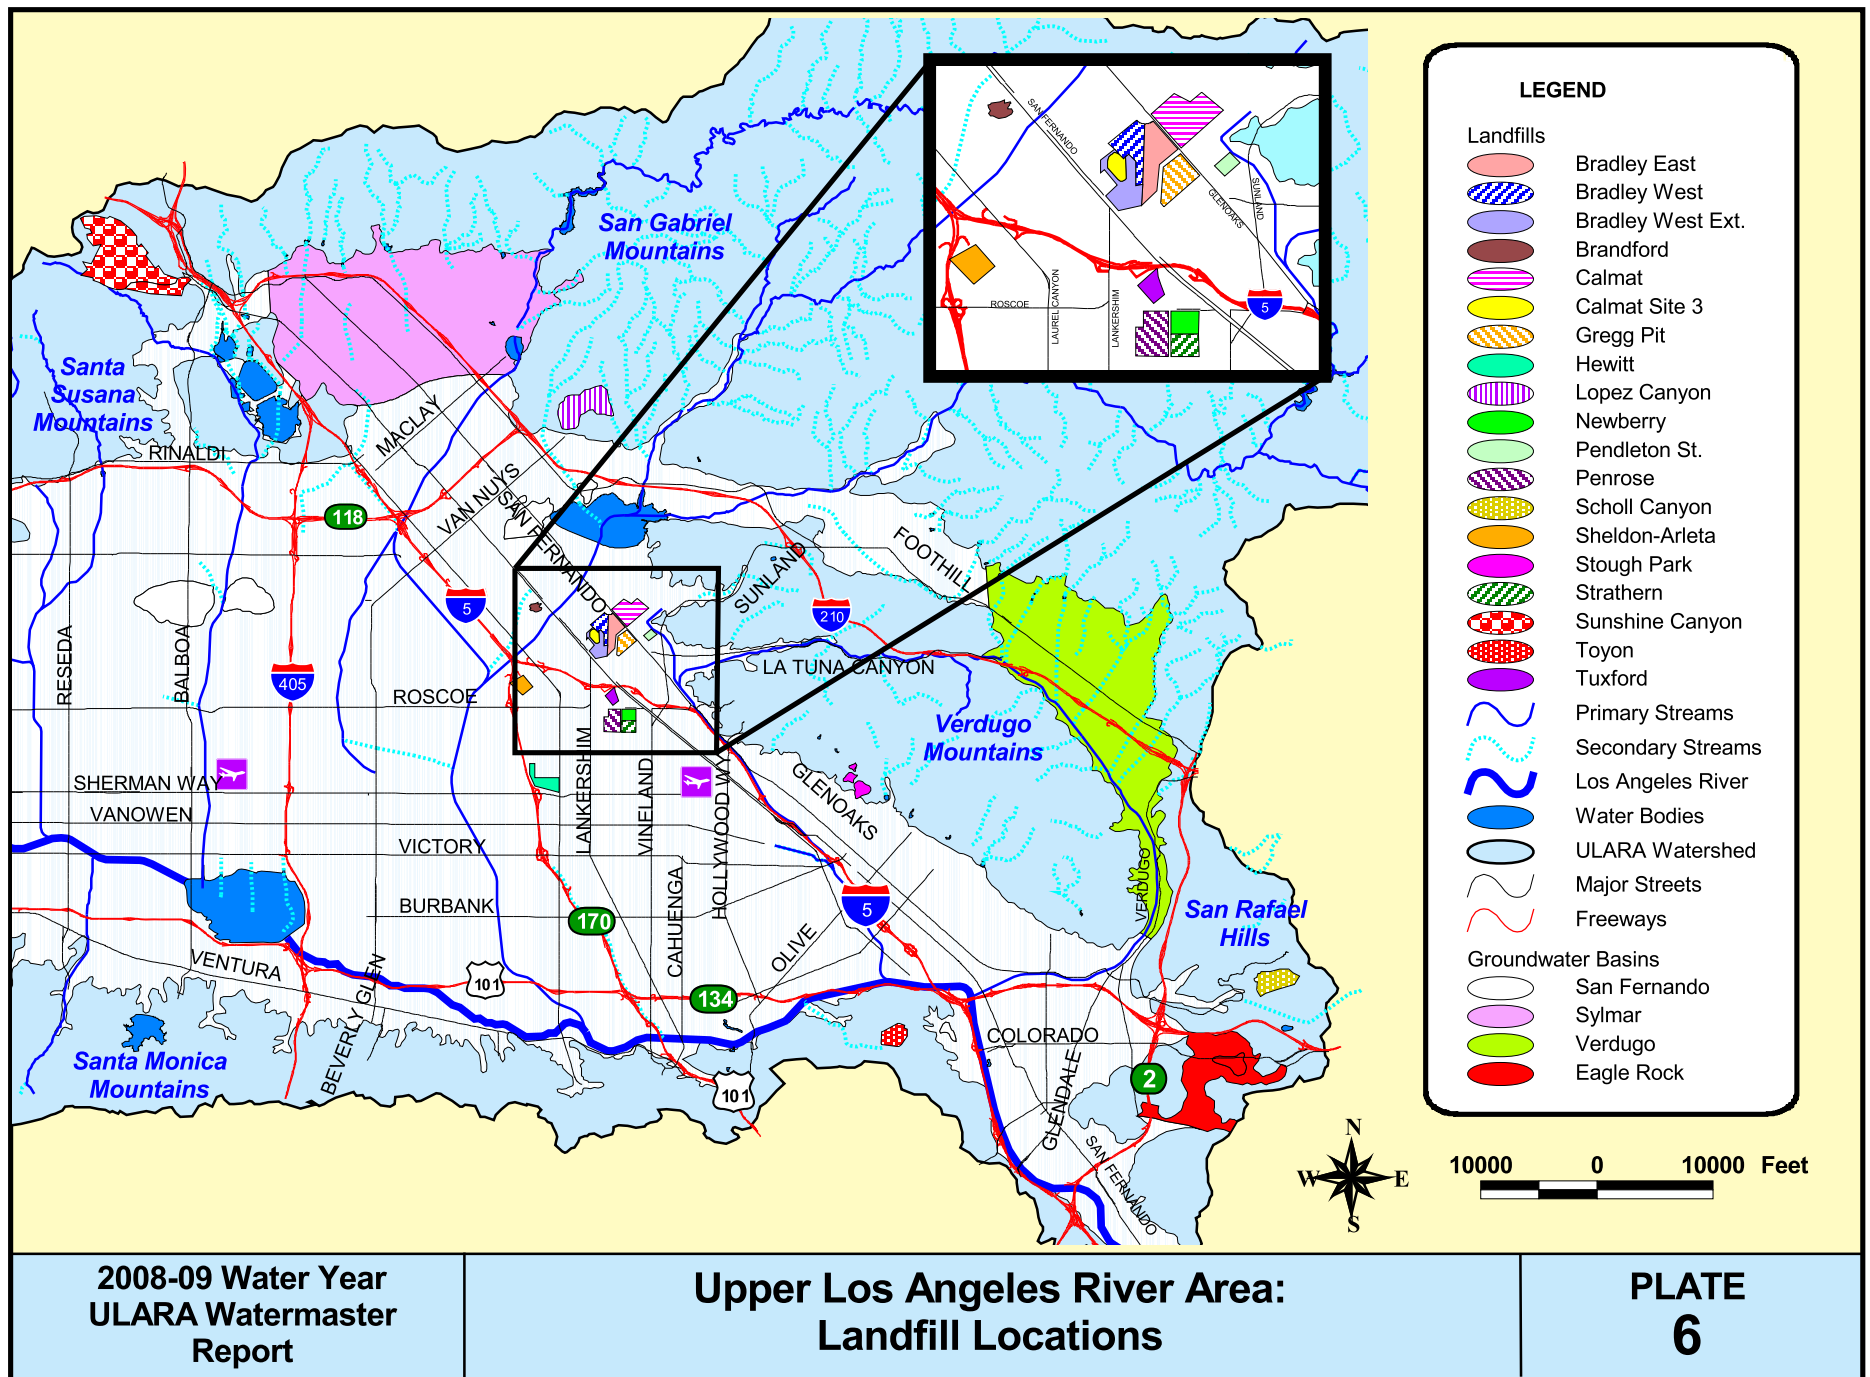 San Gabriel
Mountains
Santa
Susana
Mountains
RINALDI
MACLAY
VAN NUYS
SAN FERNANDO
118
5
405
210
FOOTHILL
SUNLAND
LA TUNA CANYON
Verdugo
Mountains
RESEDA
BALBOA
ROSCOE
SHERMAN WAY
VANOWEN
VICTORY
BURBANK
LANKERSHIM
VINELAND
HOLLYWOOD WY
CAHUENGA
GLENOAKS
OLIVE
VERDUGO
San Rafael
Hills
170
5
134
101
101
2
VENTURA
BEVERLY GLEN
Santa Monica
Mountains
COLORADO
GLENDALE
SAN FERNANDO
SAN FERNANDO
GLENOAKS
SUNLAND
ROSCOE
LAUREL CANYON
LANKERSHIM
5
LEGEND
Landfills
Bradley East
Bradley West
Bradley West Ext.
Brandford
Calmat
Calmat Site 3
Gregg Pit
Hewitt
Lopez Canyon
Newberry
Pendleton St.
Penrose
Scholl Canyon
Sheldon-Arleta
Stough Park
Strathern
Sunshine Canyon
Toyon
Tuxford
Primary Streams
Secondary Streams
Los Angeles River
Water Bodies
ULARA Watershed
Major Streets
Freeways
Groundwater Basins
San Fernando
Sylmar
Verdugo
Eagle Rock
N
W E
S
10000 0 10000 Feet
2008-09 Water Year
ULARA Watermaster
Report
Upper Los Angeles River Area:
Landfill Locations
PLATE
6